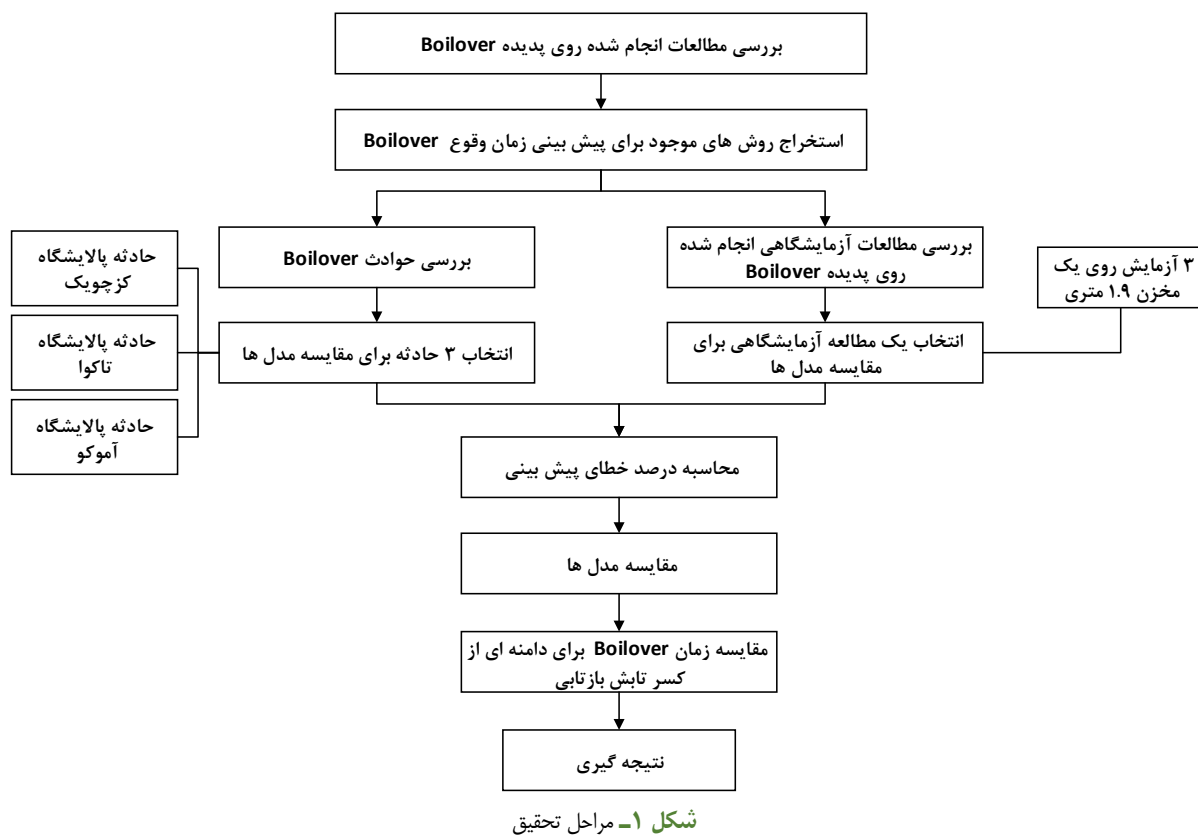 بررسی مطالعات انجام شده روی پدیده Boilover
استخراج روش های موجود برای پیش بینی زمان وقوع Boilover
بررسی مطالعات آزمایشگاهی انجام شده
روی پدیده Boilover
بررسی حوادث Boilover
۳ آزمایش روی یک
مخزن ۱.۹ متری
انتخاب یک مطالعه آزمایشگاهی برای
مقایسه مدل ها
انتخاب ۳ حادثه برای مقایسه مدل ها
حادثه پالایشگاه
کزچویک
حادثه پالایشگاه
تاکوا
حادثه پالایشگاه
آموکو
محاسبه درصد خطای پیش بینی
مقایسه مدل ها
مقایسه زمان Boilover برای دامنه ای از
کسر تابش بازتابی
نتیجه گیری
شکل ۱ـ مراحل تحقیق